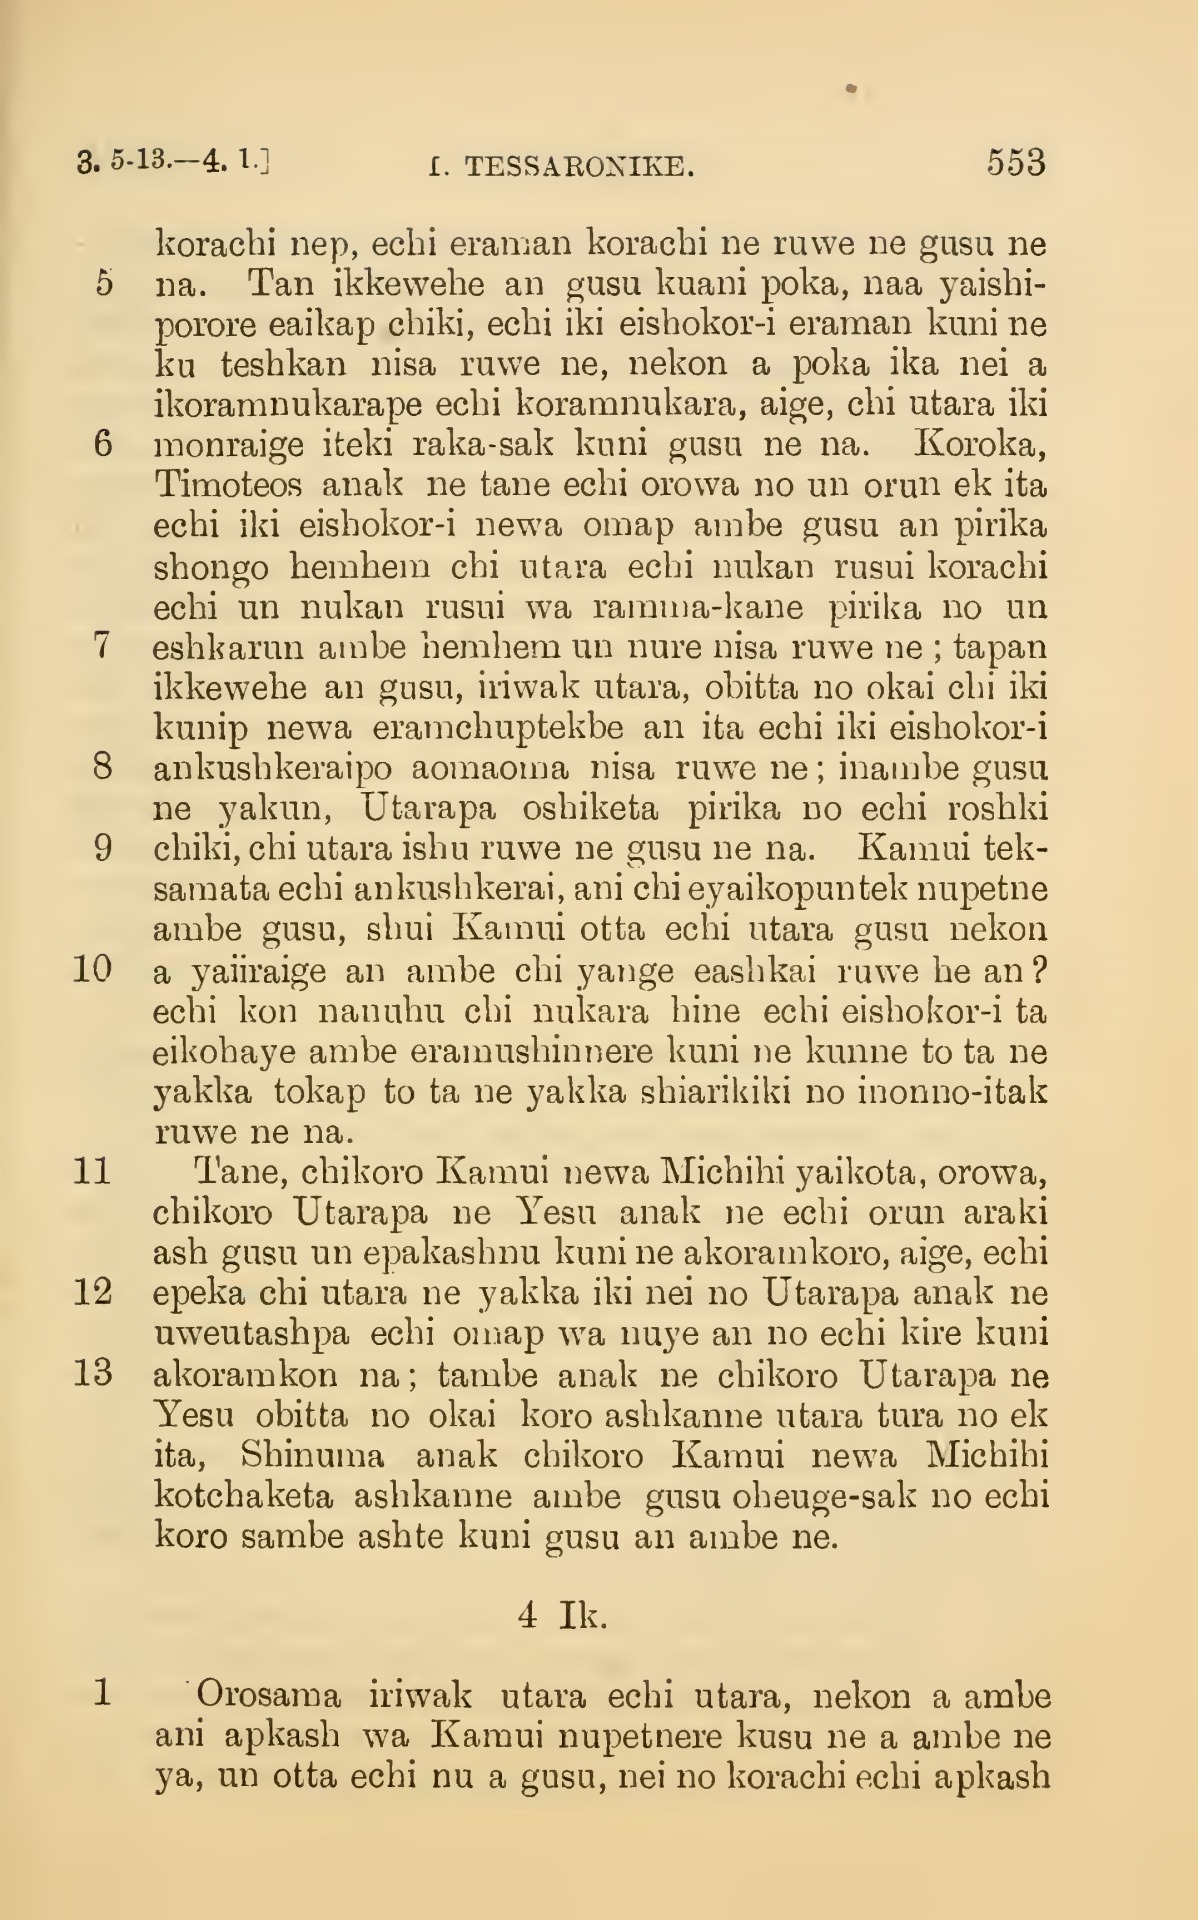 3. 5-13.—4. 1.] I. TESSARONIKE. 553
korachi nep, echi eraman korachi ne ruwe ne gusu ne
5 na. Tan ikkewehe an gusu kuani poka, naa yaishi-
porore eaikap chiki, echi iki eishokor-i eraman kuni ne
ku teshkan nisa ruwe ne, nekon a poka ika nei a
ikoramnukarape echi koramnukara, aige, chi utara iki
6 monraige iteki raka-sak kuni gusu ne na. Koroka,
Timoteos anak ne tane echi orowa no un orun ek ita
echi iki eishokor-i newa omap ambe gusu an pirika
shongo hemhem chi utara echi nukan rusui korachi
echi un nukan rusui wa ramma-kane pirika no un
7 eshkarun ambe hemhem un nure nisa ruwe ne ; tapan
ikkewehe an gusu, iriwak utara, obitta no okai chi iki
kunip newa eramchuptekbe an ita echi iki eishokor-i
8 ankushkeraipo aomaoma nisa ruwe ne ; inambe gusu
ne yakun, Utarapa oshiketa pirika no echi roshki
9 chiki, chi utara ishu ruwe ne gusu ne na. Kamui tek-
samata echi ankushkerai, ani chi eyaikopuntek nupetne
ambe gusu, shui Kamui otta echi utara gusu nekon
10 a yaiiraige an ambe chi yange eashkai ruwe he an ?
echi kon nanuhu chi nukara hine echi eishokor-i ta
eikohaye ambe eramushinnere kuni ne kunne to ta ne
yakka tokap to ta ne yakka shiarikiki no inonno-itak
ruwe ne na.
11 Tane, chikoro Kamui newa Michihi yaikota, orowa,
chikoro Utarapa ne Yesu anak ne echi orun araki
ash gusu un epakashnu kuni ne akoramkoro, aige, echi
12 epeka chi utara ne yakka iki nei no Utarapa anak ne
uweutashpa echi omap wa nuye an no echi kire kuni
13 akoramkon na ; tambe anak ne chikoro Utarapa ne
Yesu obitta no okai koro ashkanne utara tura no ek
ita, Shinuma anak chikoro Kamui newa Michihi
kotchaketa ashkanne ambe gusu oheuge-sak no echi
koro sambe ashte kuni gusu an ambe ne.
4 Ik.
1 Orosama iriwak utara echi utara, nekon a ambe
ani apkash wa Kamui nupetnere kusu ne a ambe ne
ya, un otta echi nu a gusu, nei no korachi echi apkash